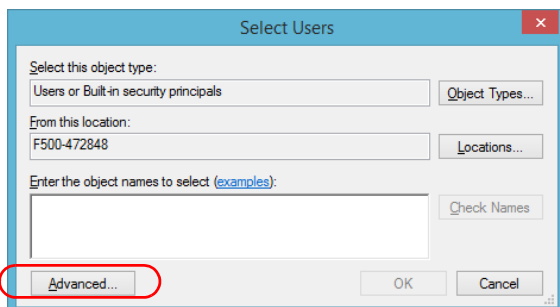 Select Users
Select this object type:
Users or Built-in security principals
Object Types...
From this location:
F500-472848
Locations...
Enter the object names to select (examples):
Check Names
Advanced...
OK
Cancel